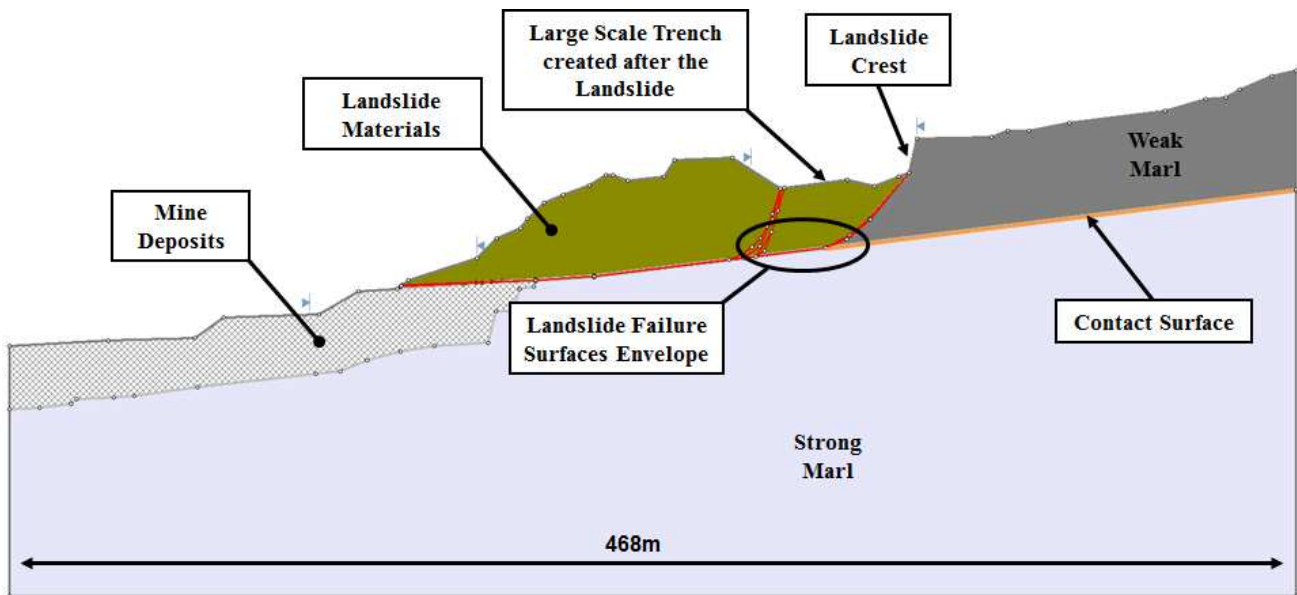 Large Scale Trench
created after the
Landslide
Landslide
Crest
Landslide
Materials
Weak
Marl
Mine
Deposits
Landslide Failure
Surfaces Envelope
Contact Surface
Strong
Marl
468m